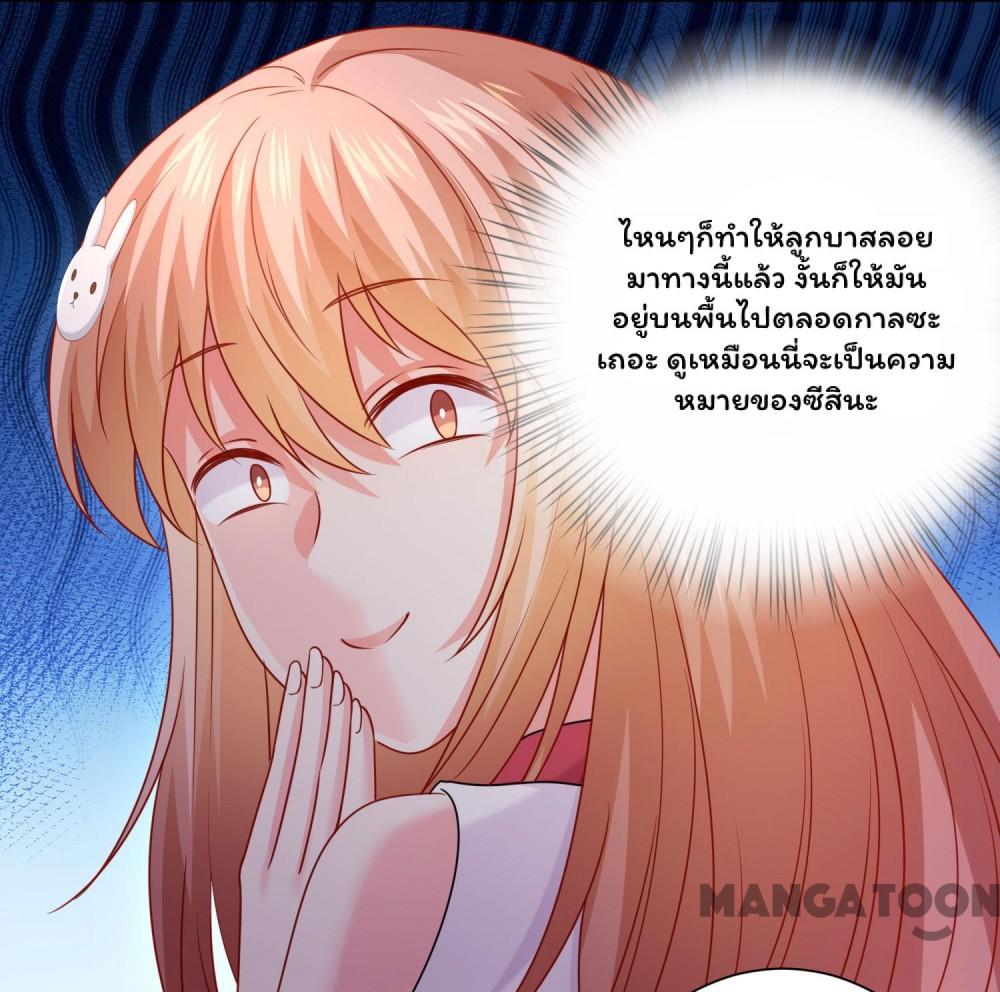 ไหนๆก็ทำให้ลูกบาสลอย
มาทางนี้แล้ว งั้นก็ให้มัน
อยู่บนพื้นไปตลอดกาลซะ
เถอะ ดูเหมือนนี่จะเป็นความ
หมายของซีสินะ
MANGATOON